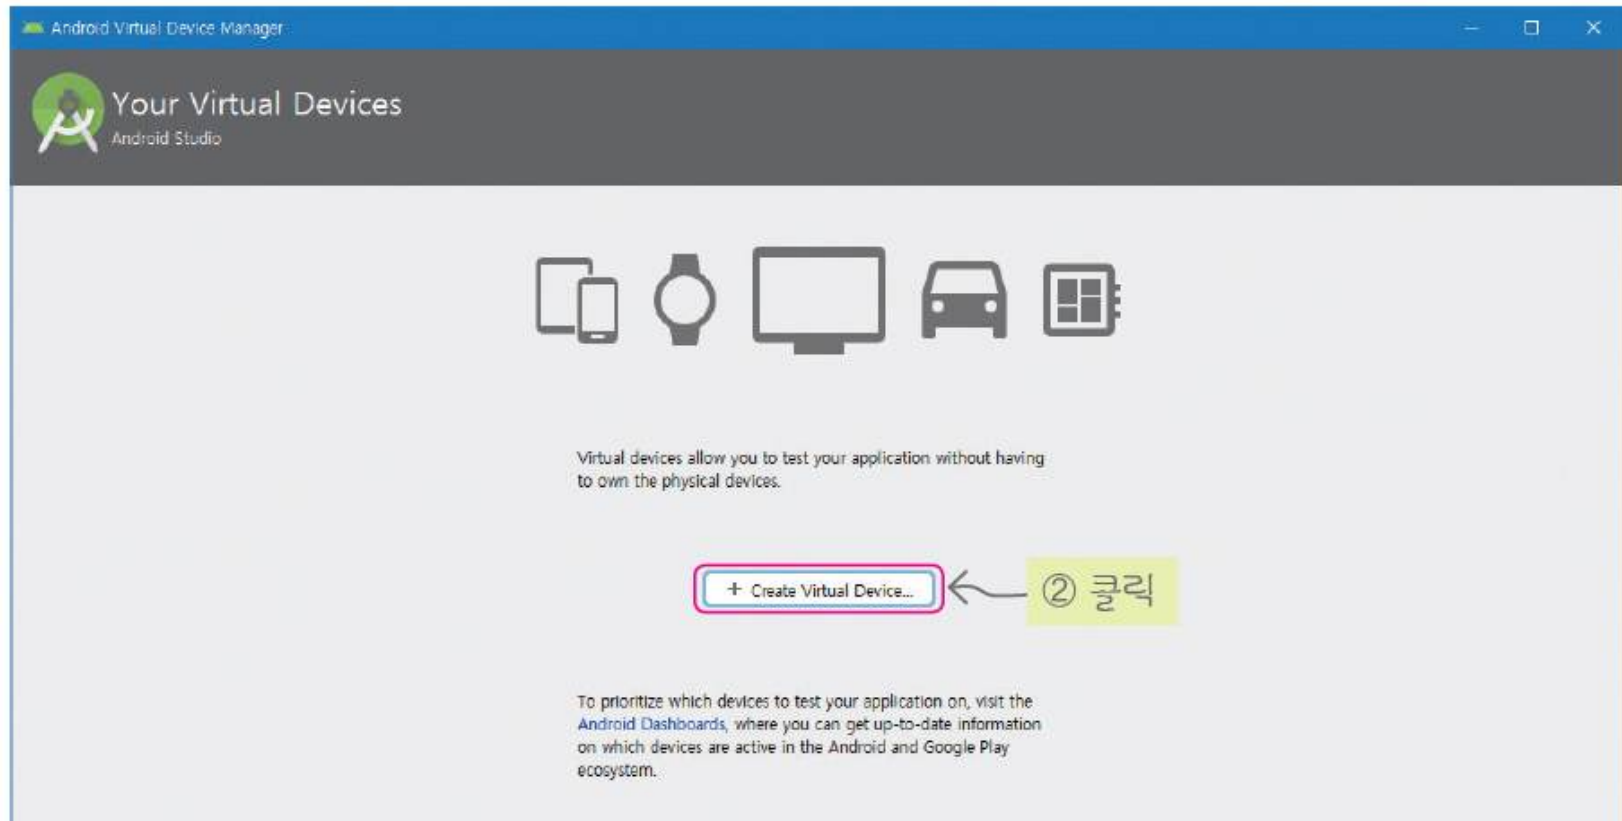 Android Virtual Device Manager
Your Virtual Devices
Android Studio
Virtual devices allow you to test your application without having
to own the physical devices.
+ Create Virtual Device...
② 클릭
To prioritize which devices to test your application on, visit the
Android Dashboards, where you can get up-to-date information
on which devices are active in the Android and Google Play
ecosystem.